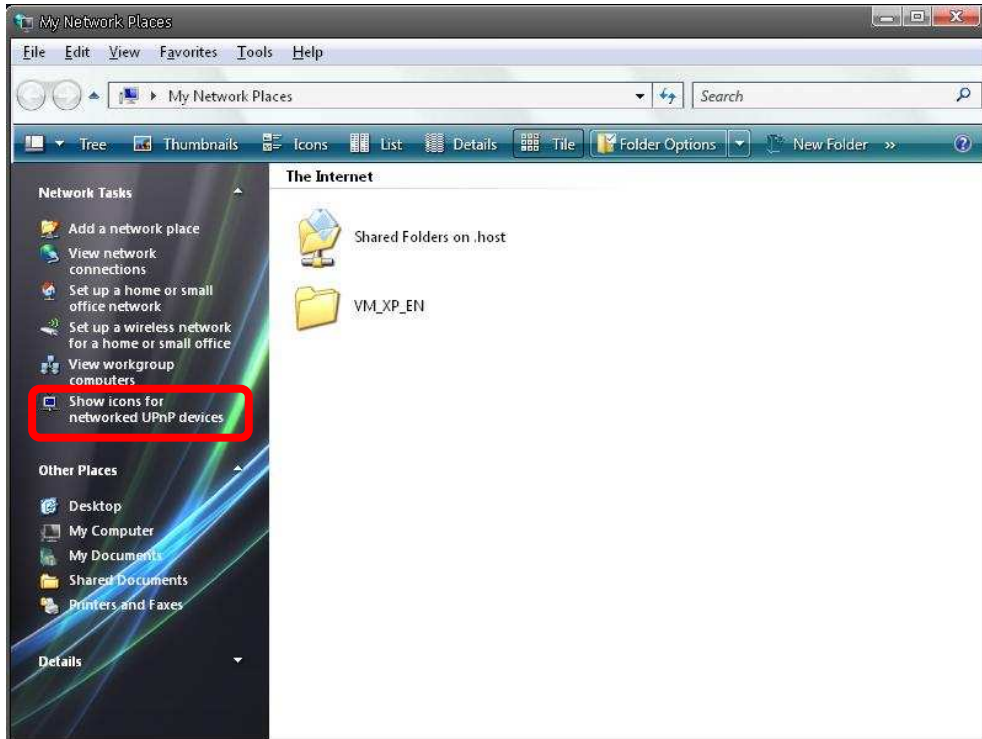 My Network Places
File Edit View Favorites Tools Help
My Network Places Search
Tree Thumbnails Icons List Details Tile Folder Options New Folder »
Network Tasks
Add a network place
View network
connections
Set up a home or small
office network
Set up a wireless network
for a home or small office
View workgroup
computers
Show icons for
networked UPnP devices
Other Places
Desktop
My Computer
My Documents
Shared Documents
Printers and Faxes
Details
The Internet
Shared Folders on .host
VM_XP_EN